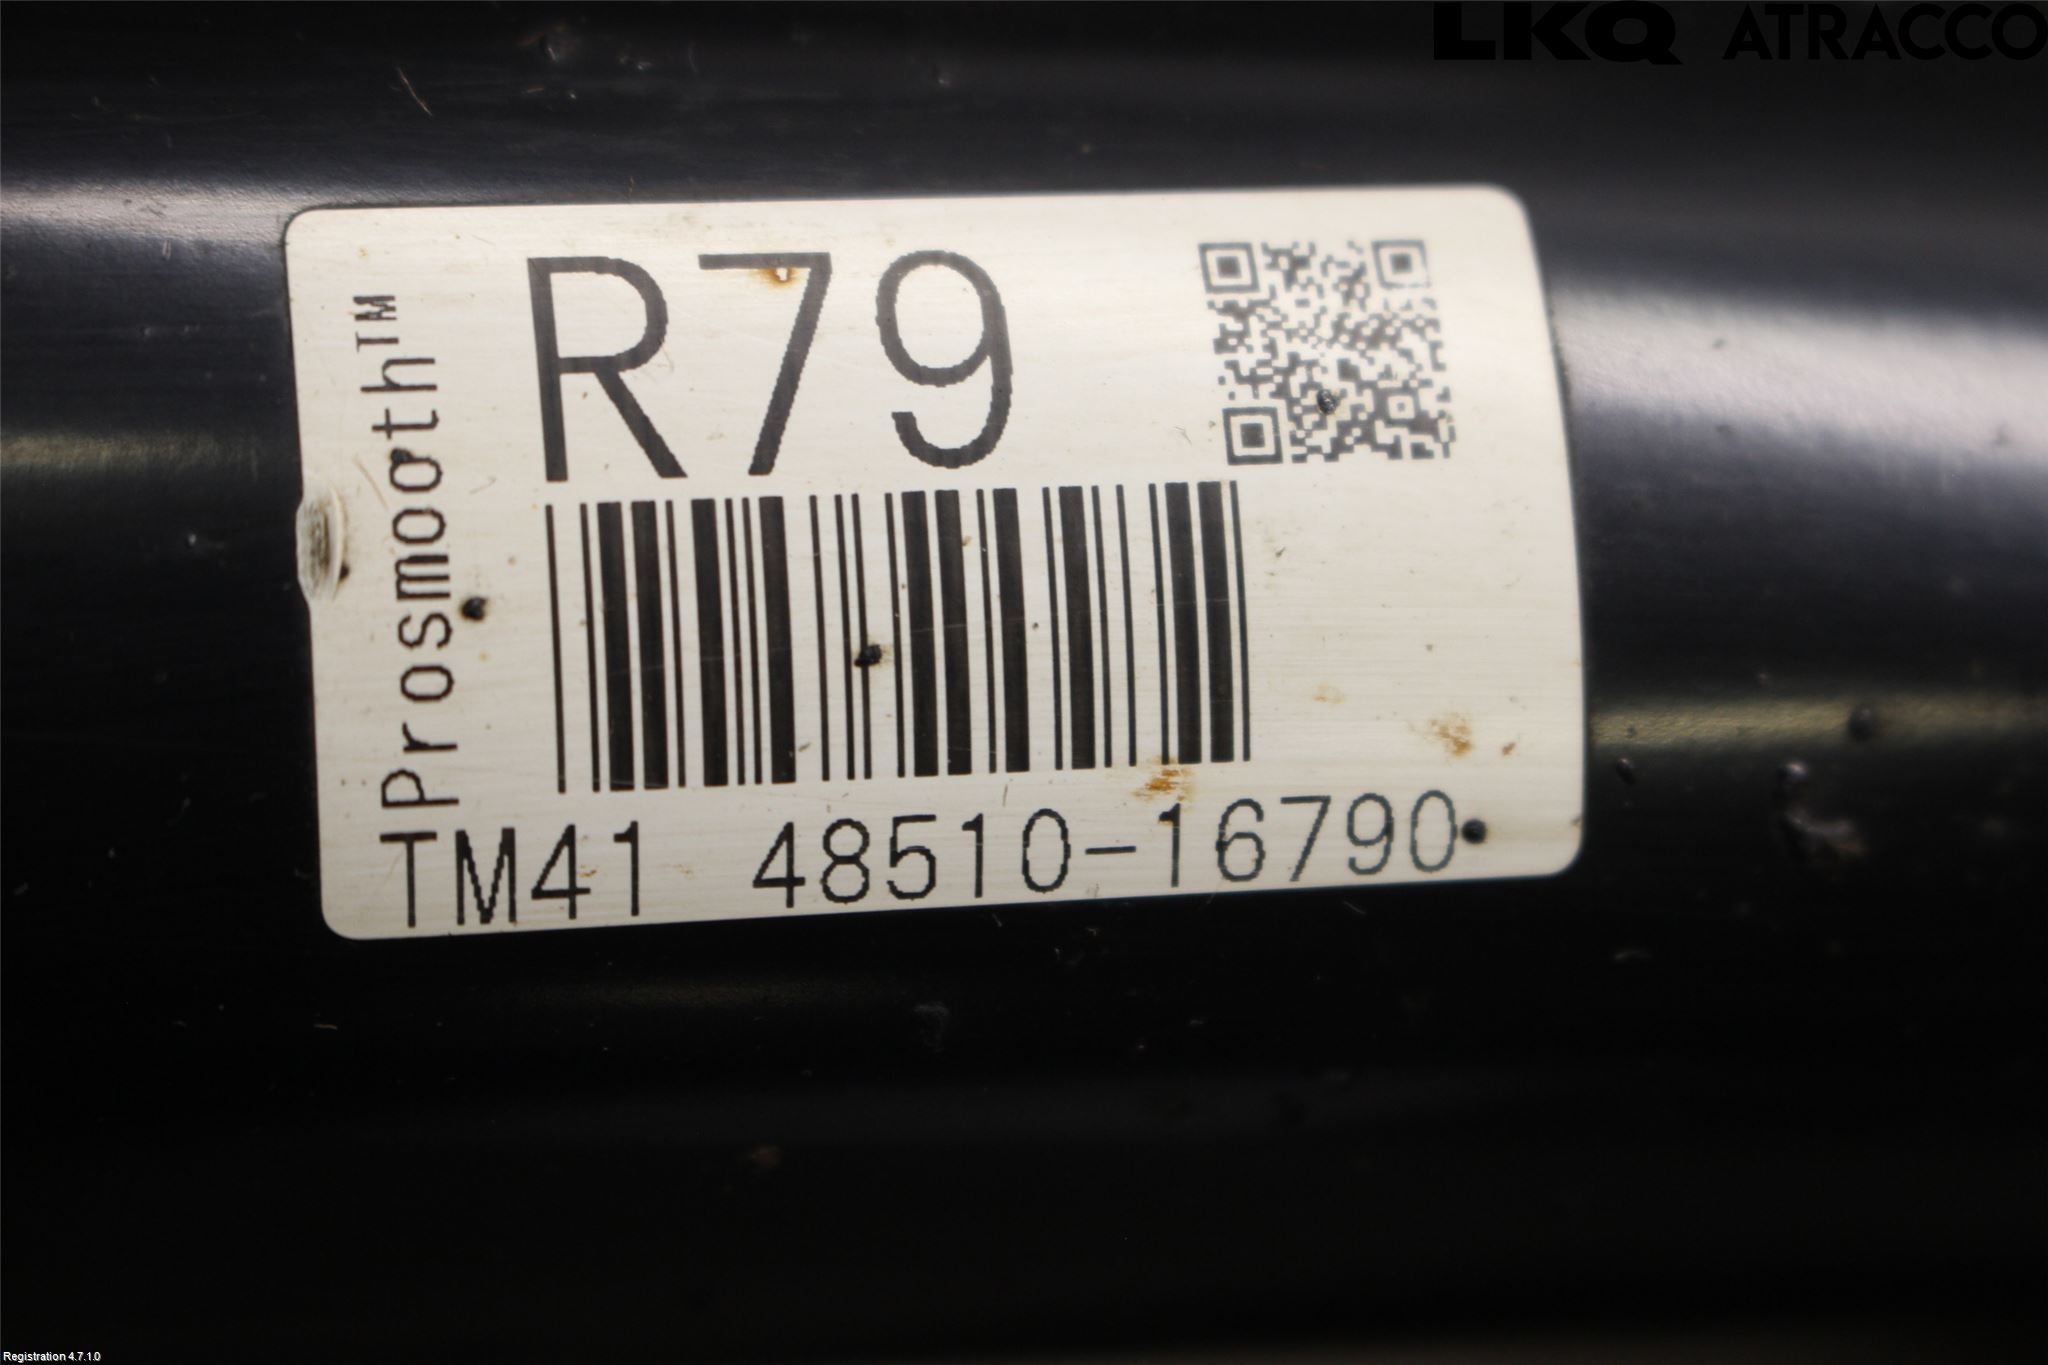 LKQ ATRACCO
R79
Prosmooth™
TM41 48510-16790
Registration 4.7.1.0